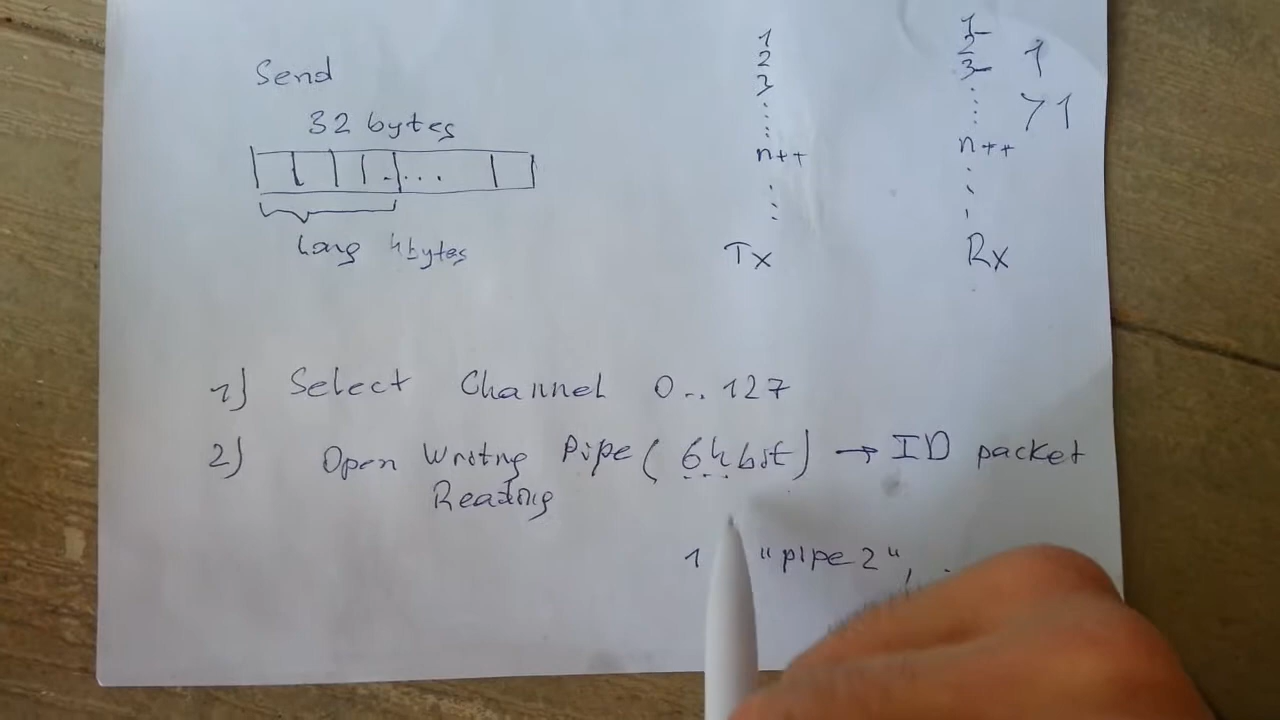 Send
32 bytes
. . . .
Long 4bytes
1
2
3
n++
Tx
1
2
3
n++
Rx
1
>1
1) Select Channel 0..127
2) Open Writing Pipe (64bit) → ID packet
Reading
1 "pipe 2",